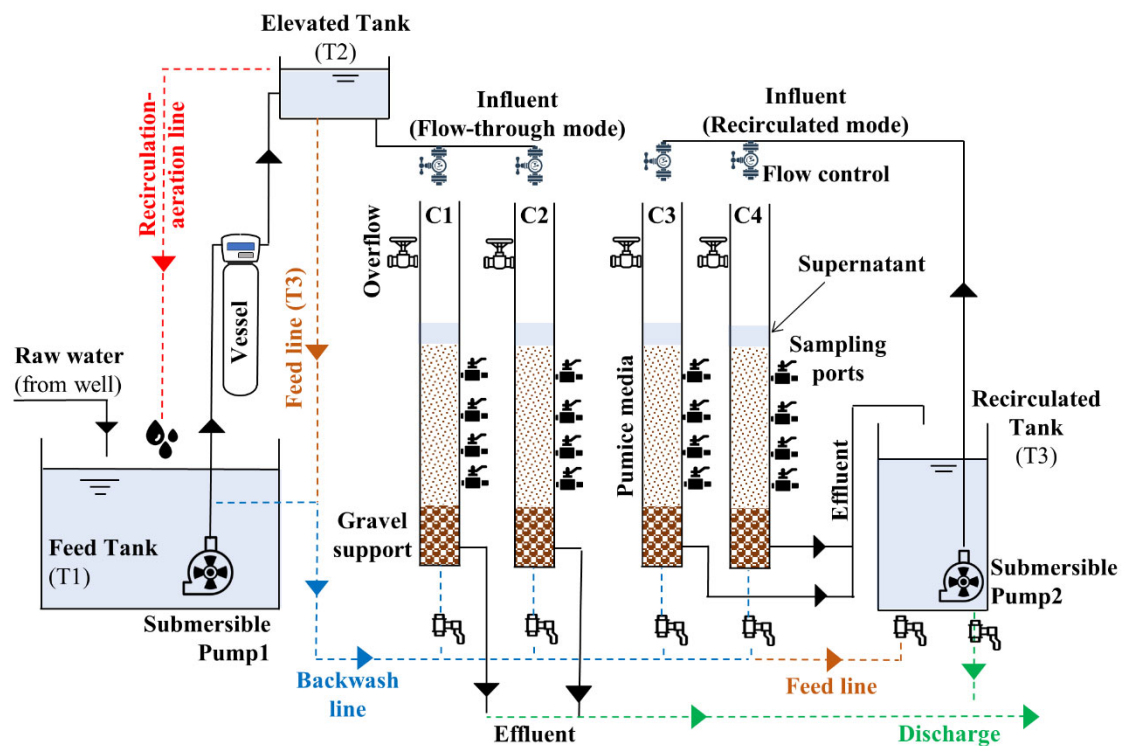 Elevated Tank
(T2)
Recirculation-
aeration line
Influent
(Flow-through mode)
Influent
(Recirculated mode)
Flow control
C1
C2
C3
C4
Overflow
Vessel
Feed line (T3)
Supernatant
Sampling
ports
Raw water
(from well)
Pumice media
Recirculated
Tank
(T3)
Effluent
Gravel
support
Feed Tank
(T1)
Submersible
Pump1
Submersible
Pump2
Backwash
line
Feed line
Effluent
Discharge